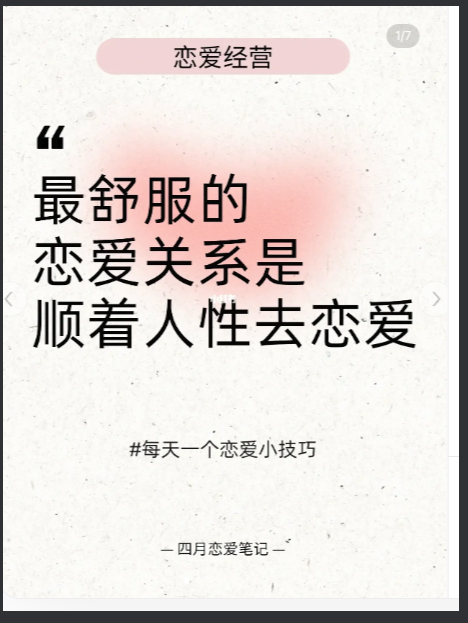 恋爱经营
1/7
“
最舒服的
恋爱关系是
顺着人性去恋爱
#每天一个恋爱小技巧
— 四月恋爱笔记 —